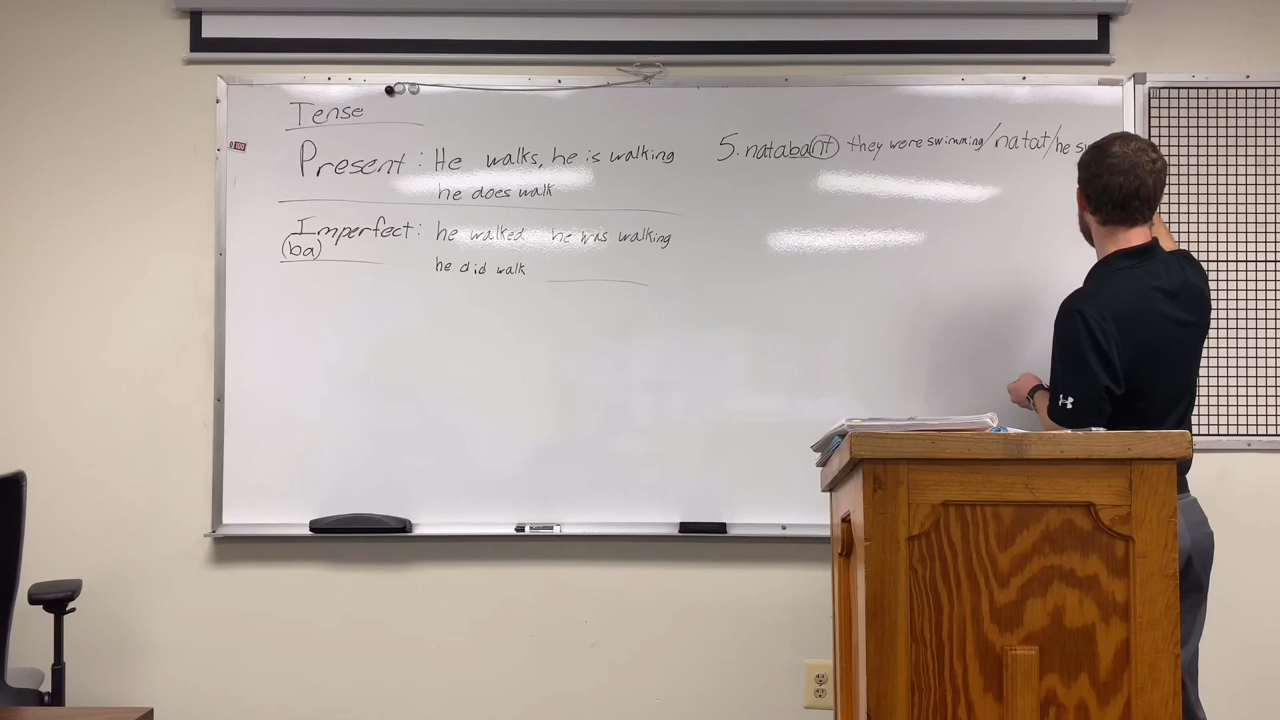 Tense
Present: He walks, he is walking
he does walk
Imperfect: he walked he was walking
(ba)
he did walk
5. natabant they were swimming/natat/he